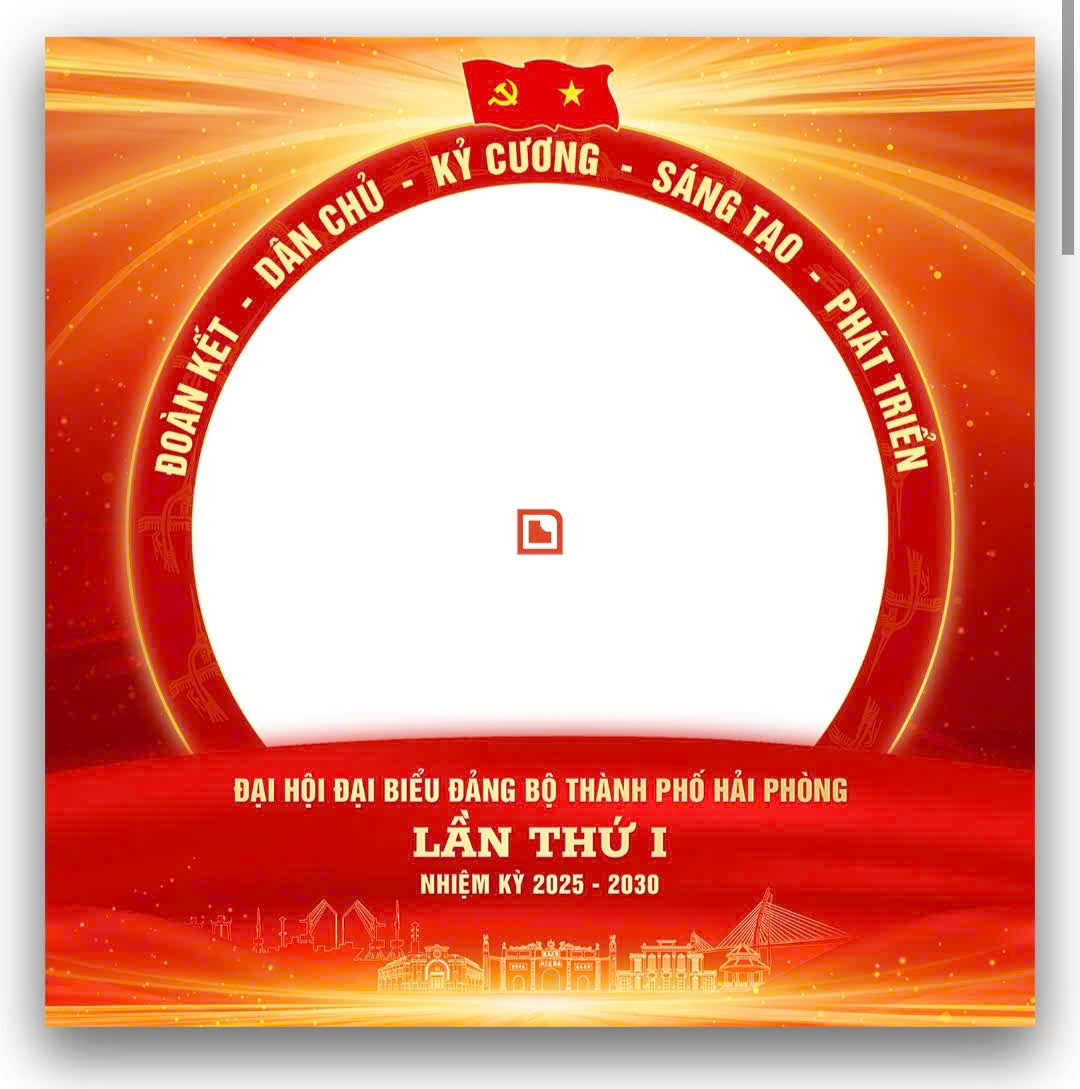 ĐOÀN KẾT - DÂN CHỦ - KỶ CƯƠNG - SÁNG TẠO - PHÁT TRIỂN
ĐẠI HỘI ĐẠI BIỂU ĐẢNG BỘ THÀNH PHỐ HẢI PHÒNG
LẦN THỨ I
NHIỆM KỲ 2025 - 2030